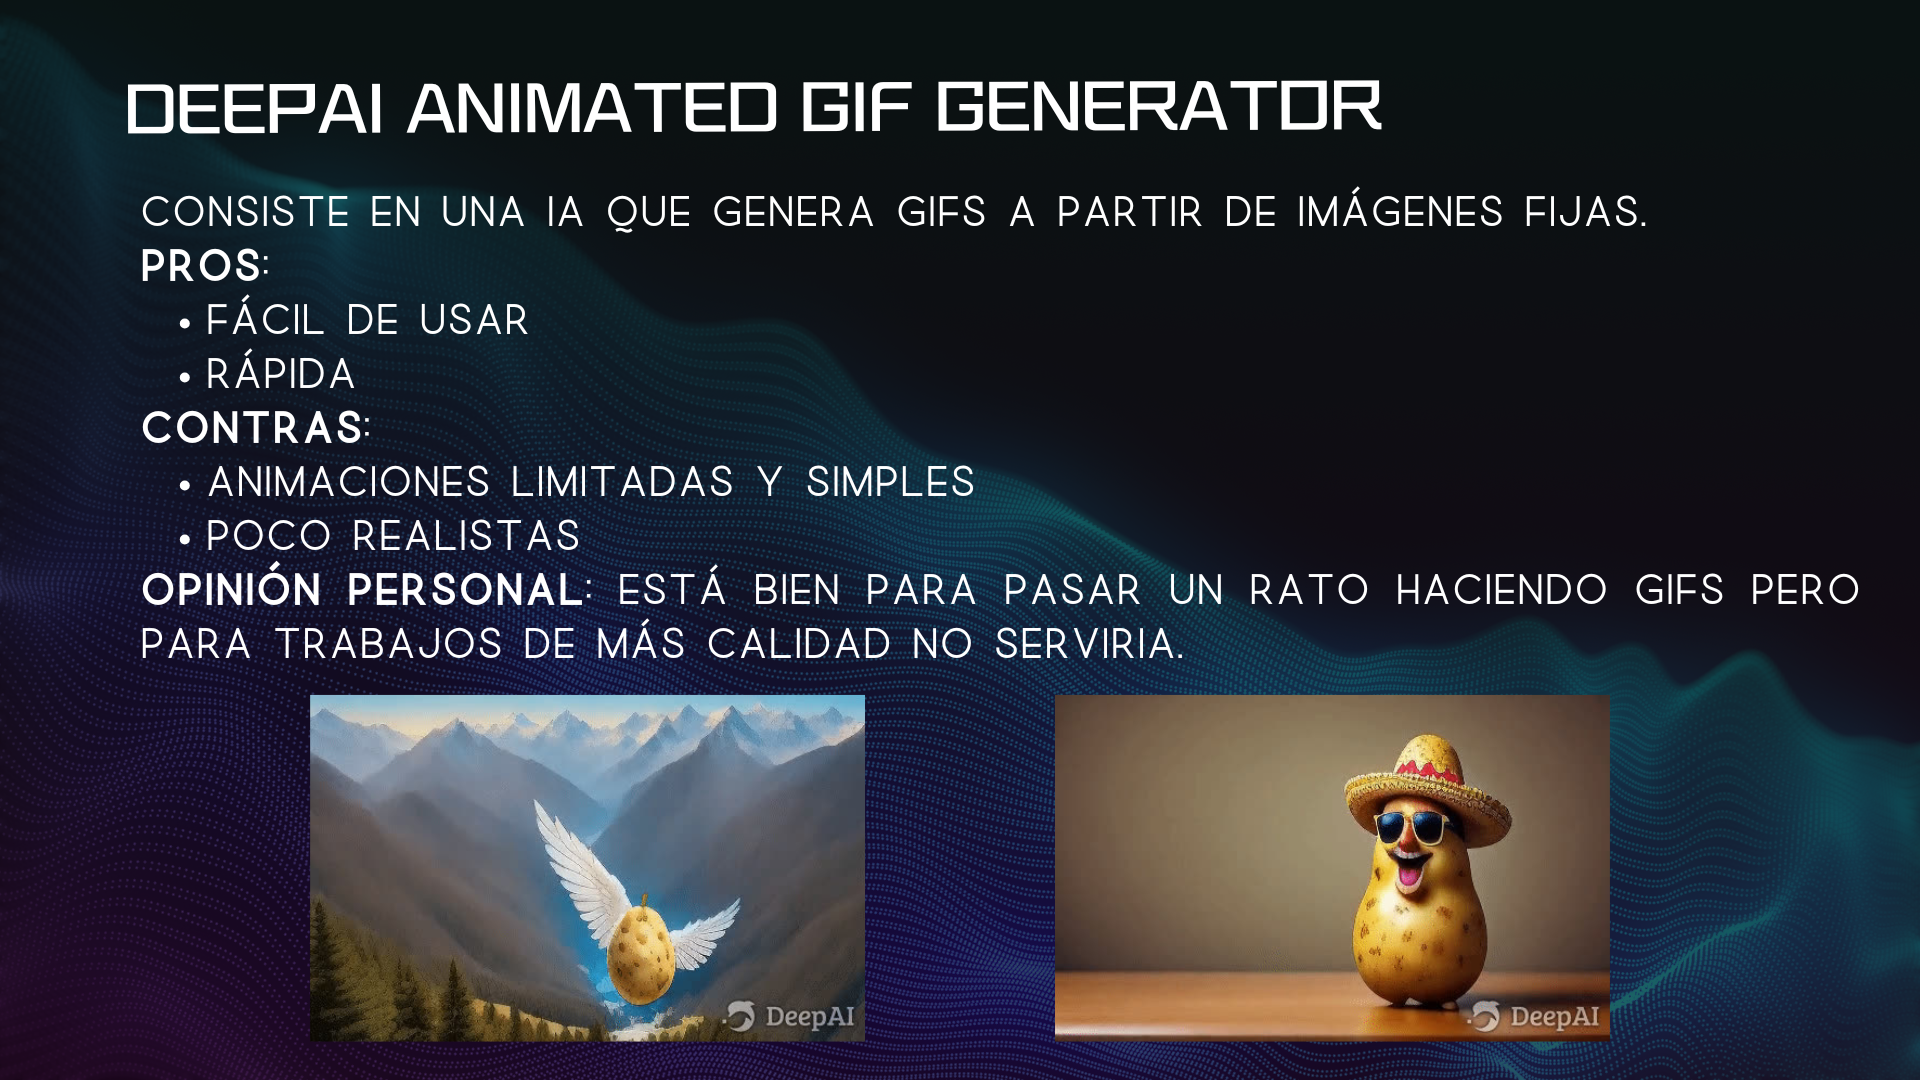 DEEPAI ANIMATED GIF GENERATOR
CONSISTE EN UNA IA QUE GENERA GIFS A PARTIR DE IMÁGENES FIJAS.
PROS:
• FÁCIL DE USAR
• RÁPIDA
CONTRAS:
• ANIMACIONES LIMITADAS Y SIMPLES
• POCO REALISTAS
OPINIÓN PERSONAL: ESTÁ BIEN PARA PASAR UN RATO HACIENDO GIFS PERO
PARA TRABAJOS DE MÁS CALIDAD NO SERVIRIA.
DeepAI
DeepAI